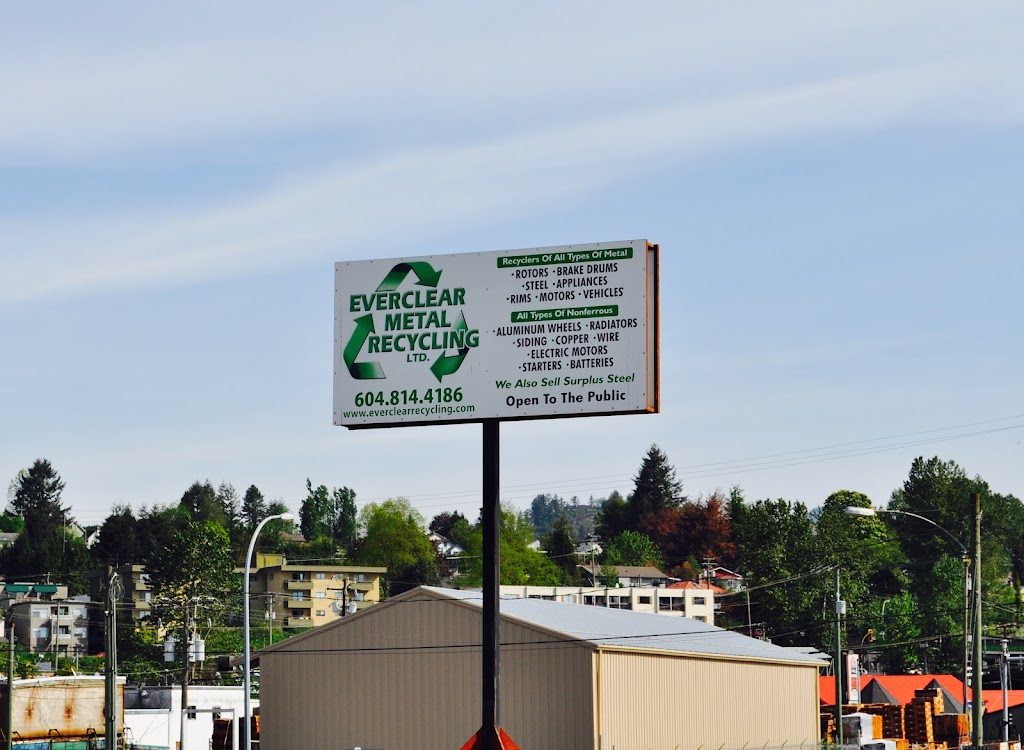 EVERCLEAR
METAL
RECYCLING
LTD.
604.814.4186
www.everclearrecycling.com
Recyclers Of All Types Of Metal
·ROTORS ·BRAKE DRUMS
·STEEL ·APPLIANCES
·RIMS ·MOTORS ·VEHICLES
All Types Of Nonferrous
·ALUMINUM WHEELS ·RADIATORS
·SIDING ·COPPER ·WIRE
·ELECTRIC MOTORS
·STARTERS ·BATTERIES
We Also Sell Surplus Steel
Open To The Public